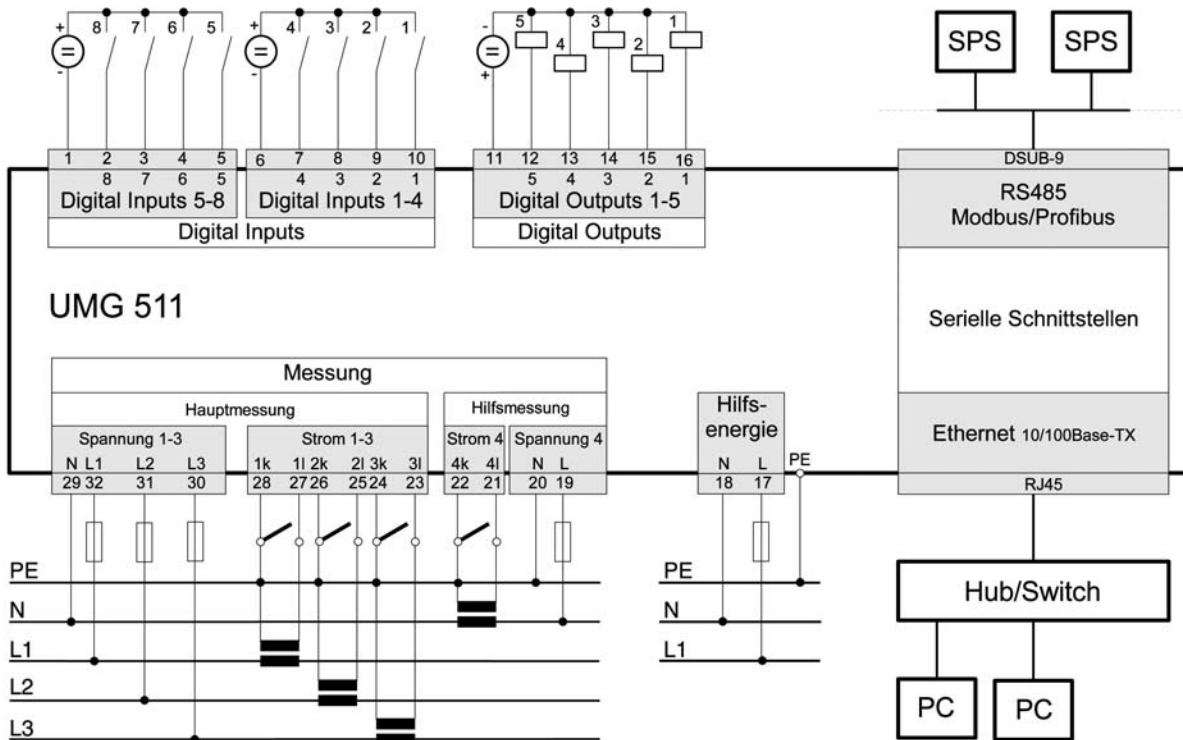 + 8 7 6 5 + 4 3 2 1 - 5 4 3 2 1 SPS SPS
- - +
1 2 3 4 5 6 7 8 9 10 11 12 13 14 15 16 DSUB-9
8 7 6 5 4 3 2 1 5 4 3 2 1
Digital Inputs 5-8 Digital Inputs 1-4 Digital Outputs 1-5 RS485
Modbus/Profibus
Digital Inputs Digital Outputs
UMG 511
Serielle Schnittstellen
Messung
Hauptmessung Hilfsmessung
Hilfs-
energie
Spannung 1-3 Strom 1-3 Strom 4 Spannung 4
Ethernet 10/100Base-TX
N L1 L2 L3 1k 1l 2k 2l 3k 3l 4k 4l N L N L PE
29 32 31 30 28 27 26 25 24 23 22 21 20 19 18 17 RJ45
PE PE
N N
L1 L1
L2
L3
Hub/Switch
PC PC